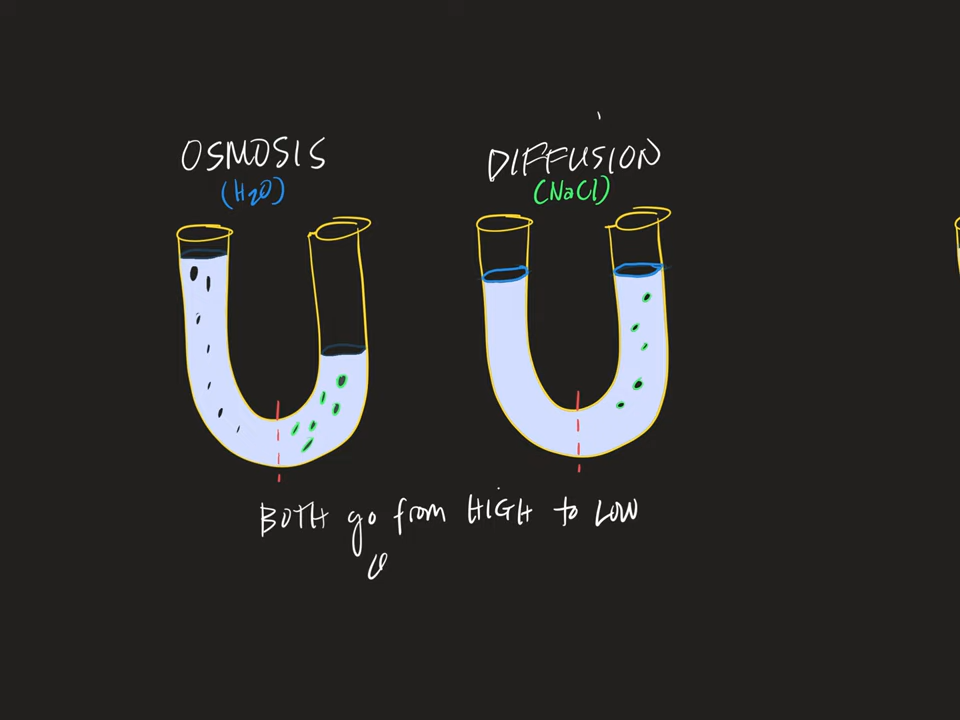 OSMOSIS
(H2O)
DIFFUSION
(NaCl)
BOTH go from HIGH to LOW